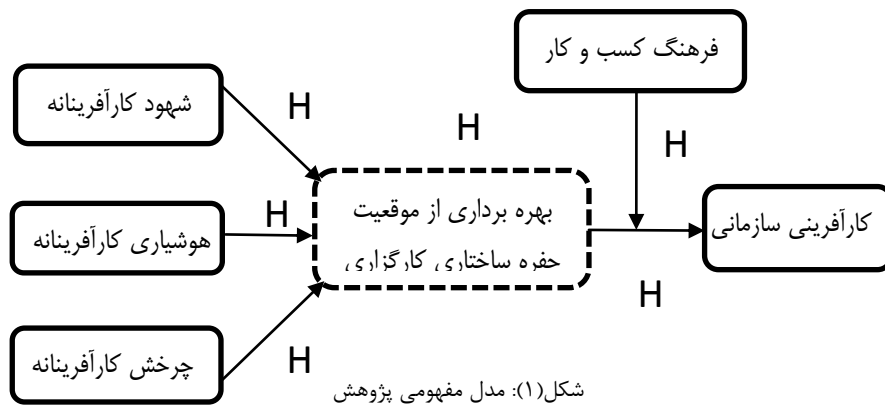 فرهنگ کسب و کار
شهود کارآفرینانه
H
H
H
هوشیاری کارآفرینانه
H
بهره برداری از موقعیت
حفره ساختاری کارگزاری
کارآفرینی سازمانی
H
چرخش کارآفرینانه
H
شکل(۱): مدل مفهومی پژوهش